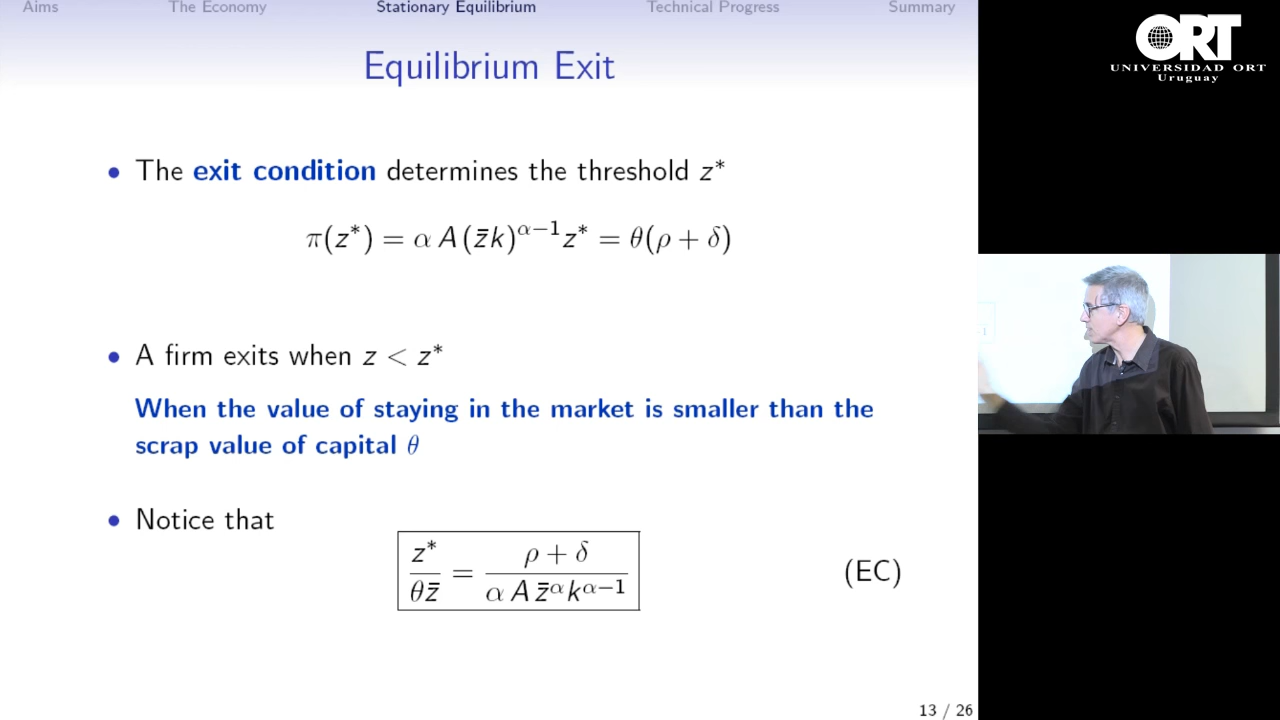 Aims The Economy Stationary Equilibrium Technical Progress Summary
Equilibrium Exit
• The exit condition determines the threshold z*
π(z*) = α A (z̄k)^{α−1} z* = θ(ρ + δ)
• A firm exits when z < z*
When the value of staying in the market is smaller than the
scrap value of capital θ
• Notice that
z*/(θz̄) = (ρ + δ)/(α A z̄^α k^{α−1}) (EC)
13 / 26
ORT
UNIVERSIDAD ORT
Uruguay